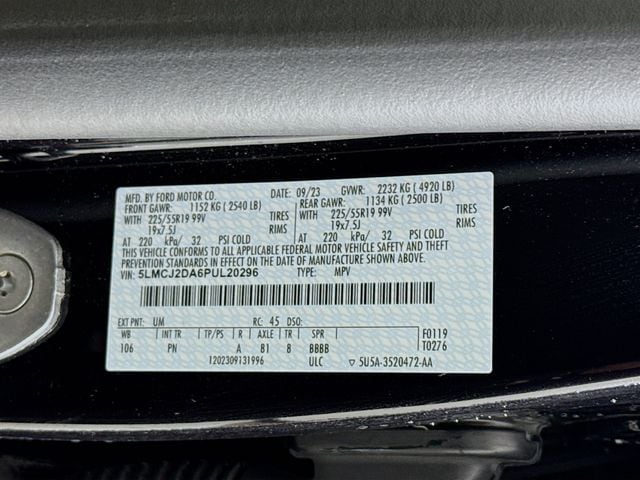 MFD. BY FORD MOTOR CO. DATE: 09/23 GVWR: 2232 KG ( 4920 LB)
FRONT GAWR: 1152 KG ( 2540 LB) REAR GAWR: 1134 KG ( 2500 LB)
WITH 225/55R19 99V TIRES WITH 225/55R19 99V TIRES
19x7.5J RIMS 19x7.5J RIMS
AT 220 kPa/ 32 PSI COLD AT 220 kPa/ 32 PSI COLD
THIS VEHICLE CONFORMS TO ALL APPLICABLE FEDERAL MOTOR VEHICLE SAFETY AND
THEFT PREVENTION STANDARDS IN EFFECT ON THE DATE OF MANUFACTURE SHOWN ABOVE.
VIN: 5LMCJ2DA6PUL20296 TYPE: MPV
EXT PNT: UM RC: 45 DSO:
WB INT TR TP/PS R AXLE TR SPR F0119
106 PN A 81 8 BBBB T0276
1202309131996 ULC 5U5A-3520472-AA